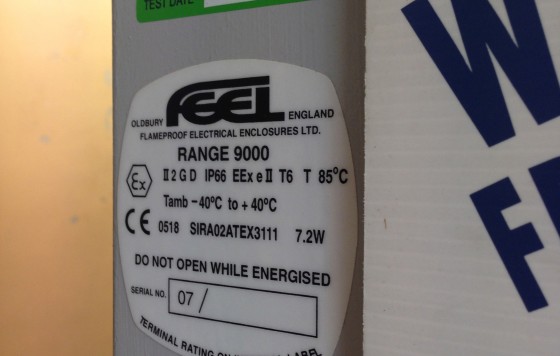 TEST DATE
FEEL
OLDBURY ENGLAND
FLAMEPROOF ELECTRICAL ENCLOSURES LTD.
RANGE 9000
Ex II 2 G D IP66 EEx e II T6 T 85°C
Tamb -40ºC to +40ºC
CE 0518 SIRA02ATEX3111 7.2W
DO NOT OPEN WHILE ENERGISED
SERIAL NO. 07 /
TERMINAL RATING ON LABEL
W
F